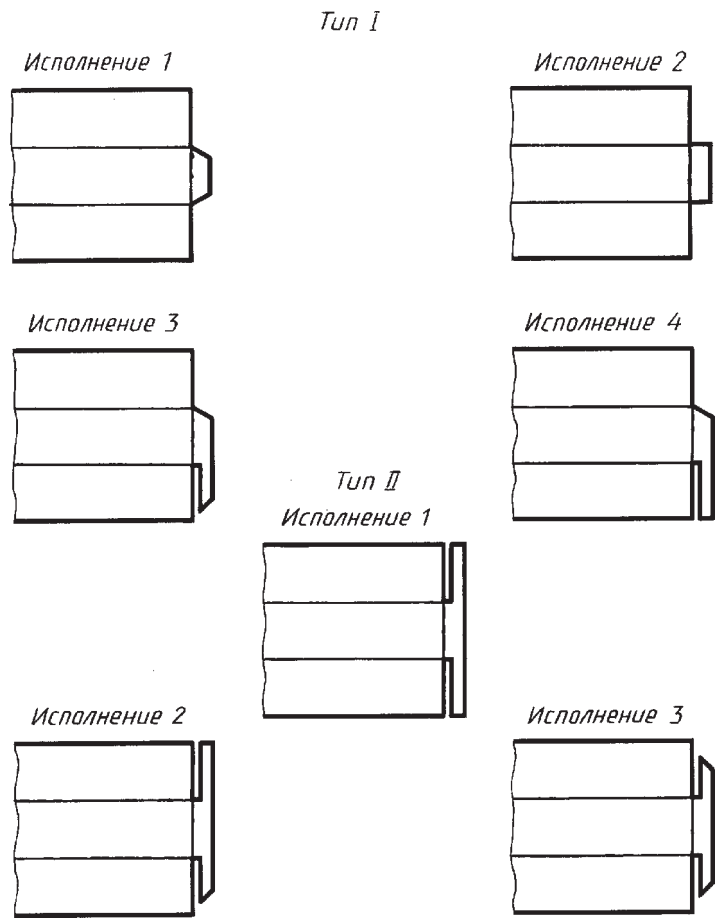 Тип I
Исполнение 1
Исполнение 2
Исполнение 3
Исполнение 4
Тип II
Исполнение 1
Исполнение 2
Исполнение 3